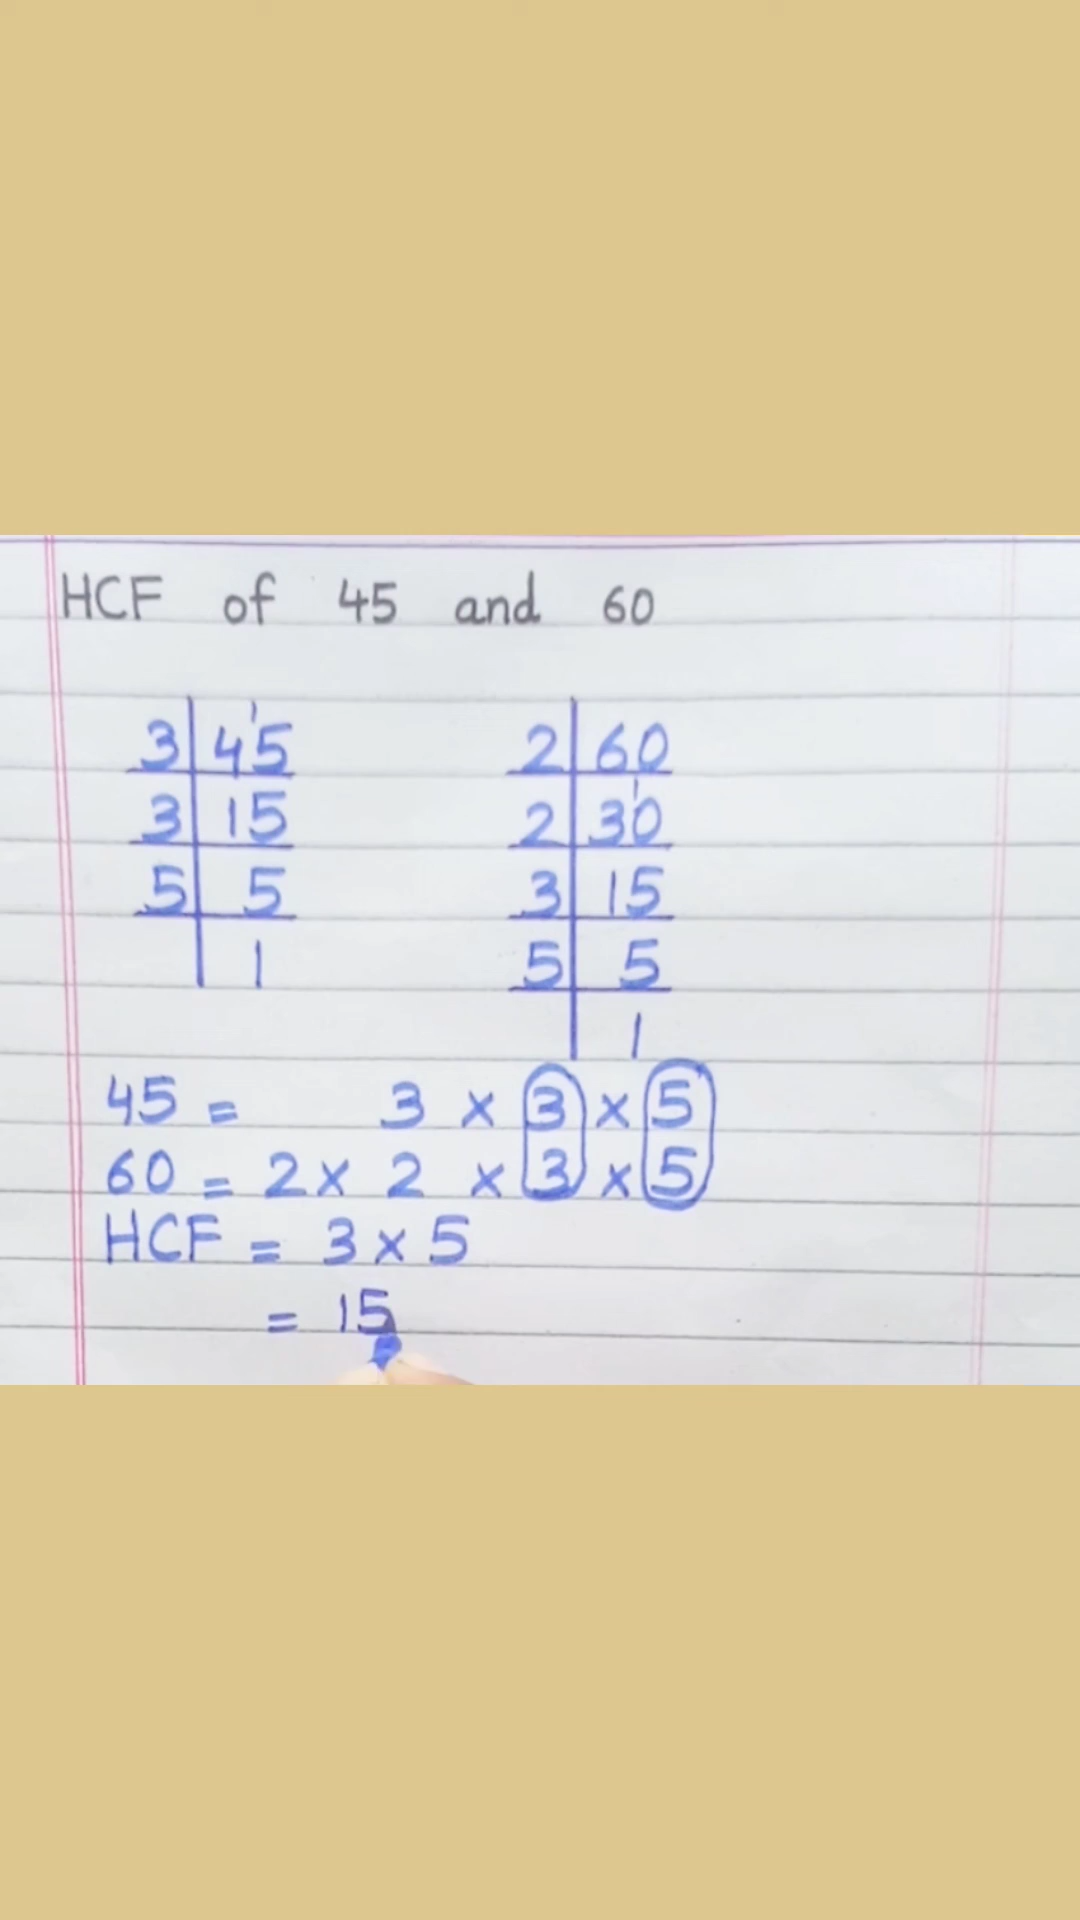 HCF of 45 and 60
3 45 2 60
3 15 2 30
5 5 3 15
1 5 5
1
45 = 3 × 3 × 5
60 = 2 × 2 × 3 × 5
HCF = 3 × 5
= 15